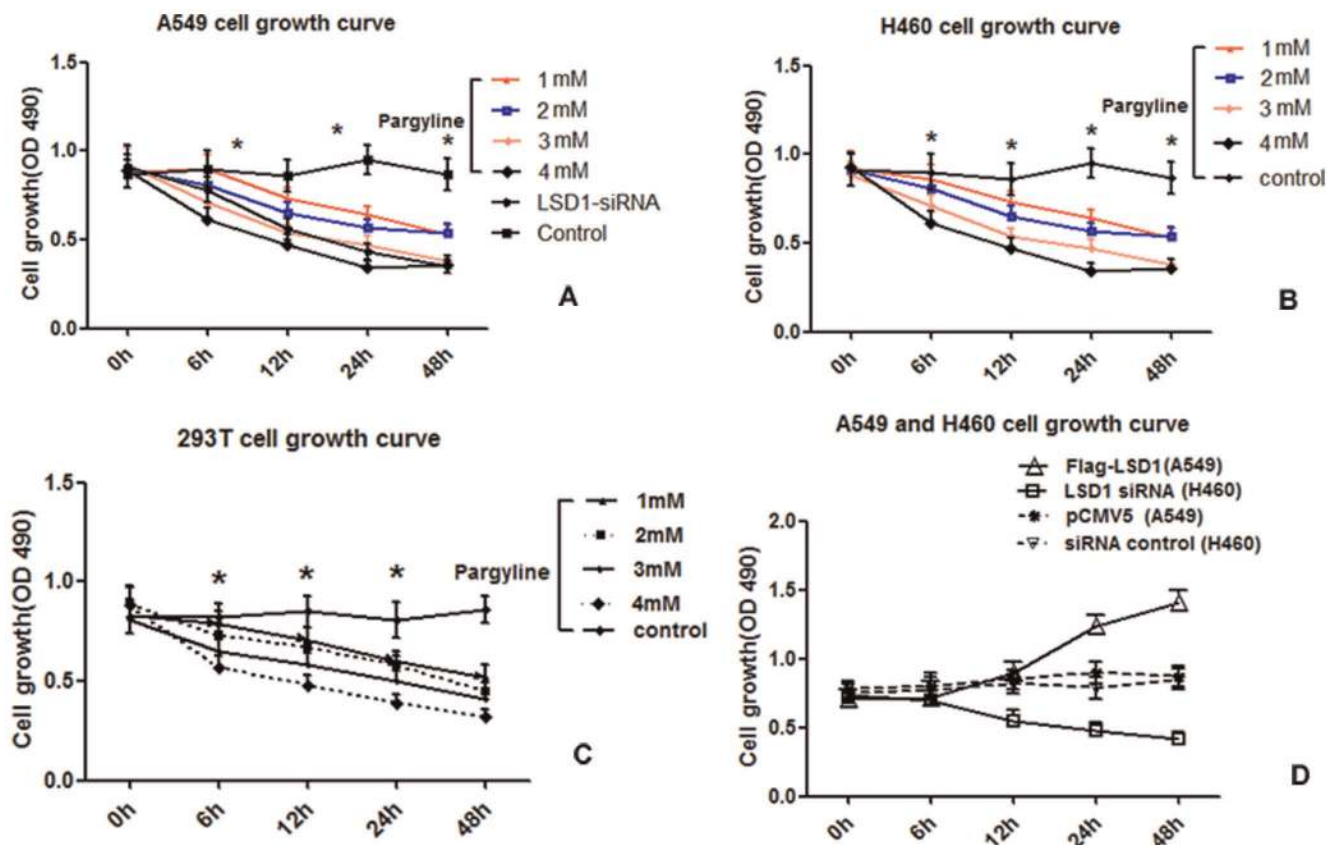 A549 cell growth curve
Cell growth(OD 490)
1.5
1.0
0.5
0.0
0h
6h
12h
24h
48h
*
*
*
Pargyline
1 mM
2 mM
3 mM
4 mM
LSD1-siRNA
Control
A
H460 cell growth curve
Cell growth(OD 490)
1.5
1.0
0.5
0.0
0h
6h
12h
24h
48h
*
*
*
*
Pargyline
1 mM
2 mM
3 mM
4 mM
control
B
293T cell growth curve
Cell growth(OD 490)
1.5
1.0
0.5
0.0
0h
6h
12h
24h
48h
*
*
*
Pargyline
1mM
2mM
3mM
4mM
control
C
A549 and H460 cell growth curve
Flag-LSD1(A549)
LSD1 siRNA (H460)
pCMV5 (A549)
siRNA control (H460)
Cell growth(OD 490)
2.0
1.5
1.0
0.5
0.0
0h
6h
12h
24h
48h
D